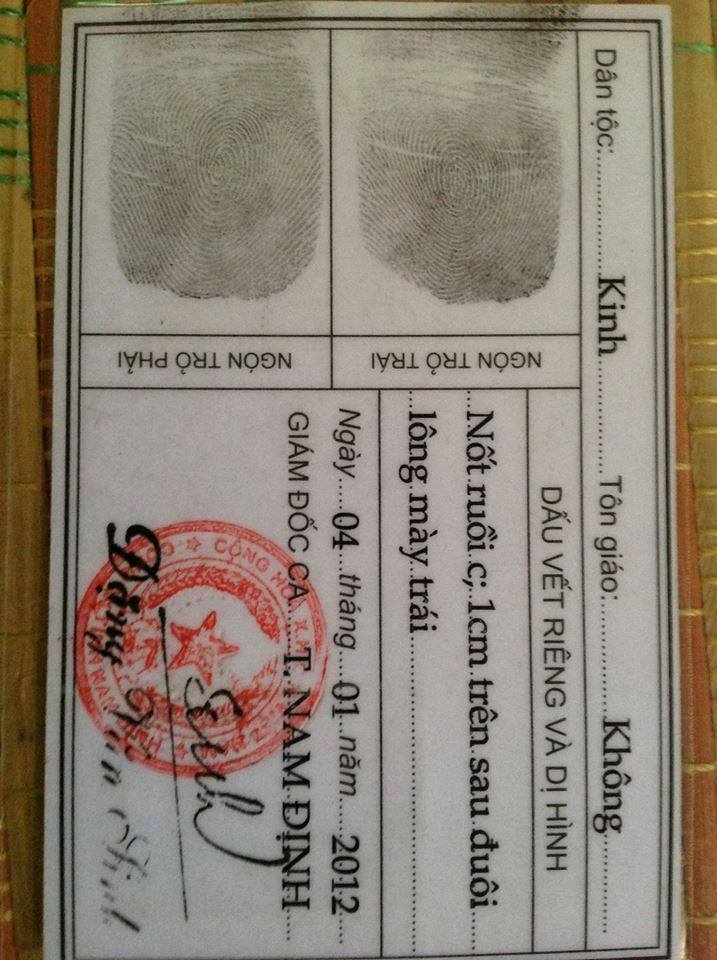 Dân tộc: Kinh Tôn giáo: Không
DẤU VẾT RIÊNG VÀ DỊ HÌNH
NGÓN TRỎ TRÁI
Nốt ruồi c; 1cm trên sau đuôi
lông mày trái
NGÓN TRỎ PHẢI
Ngày 04 tháng 01 năm 2012
GIÁM ĐỐC CA T. NAM ĐỊNH
CỘNG HÒA X.H
Đặng